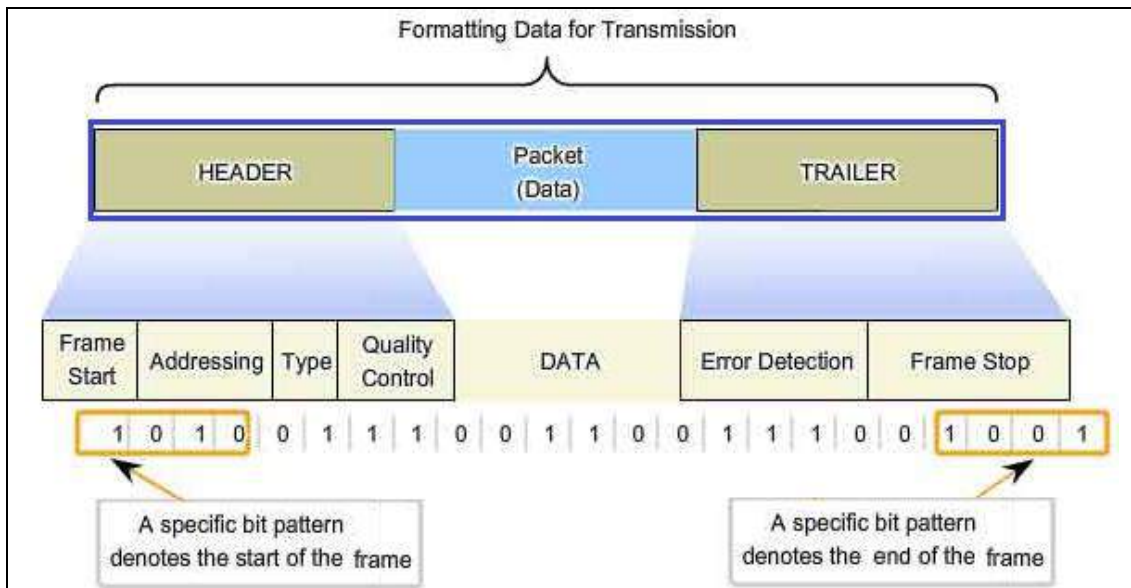 Formatting Data for Transmission
HEADER
Packet
(Data)
TRAILER
Frame
Start
Addressing
Type
Quality
Control
DATA
Error Detection
Frame Stop
1 0 1 0 0 1 1 1 0 0 1 1 0 0 1 1 1 0 0 1 0 0 1
A specific bit pattern
denotes the start of the frame
A specific bit pattern
denotes the end of the frame